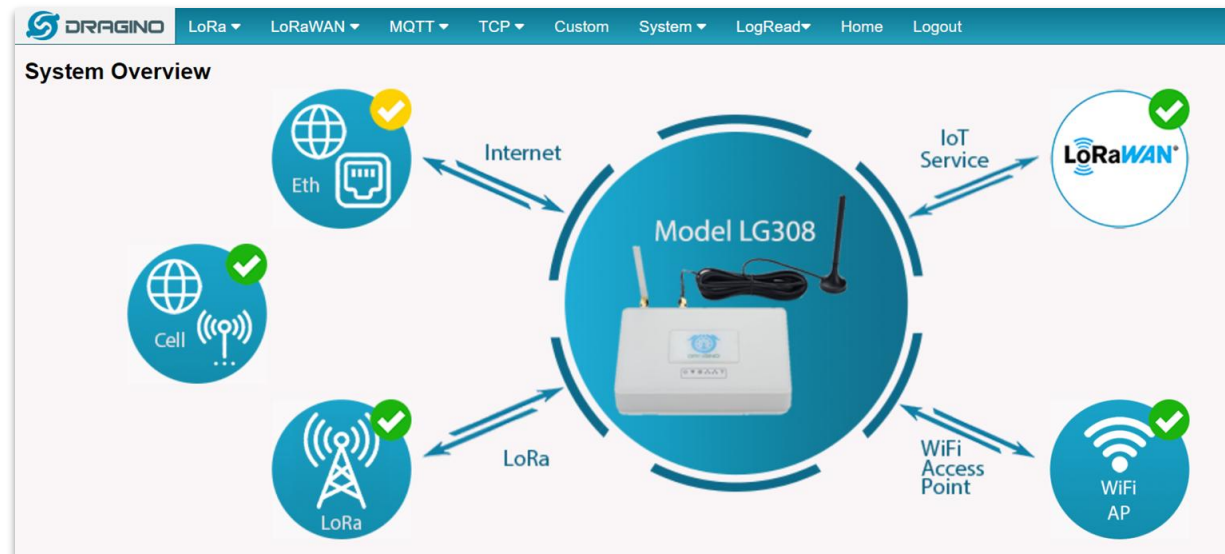 DRAGINO LoRa LoRaWAN MQTT TCP Custom System LogRead Home Logout
System Overview
Eth
Internet
IoT
Service
LoRaWAN®
Model LG308
Cell
DRAGINO
LoRa
LoRa
WiFi
Access
Point
WiFi
AP